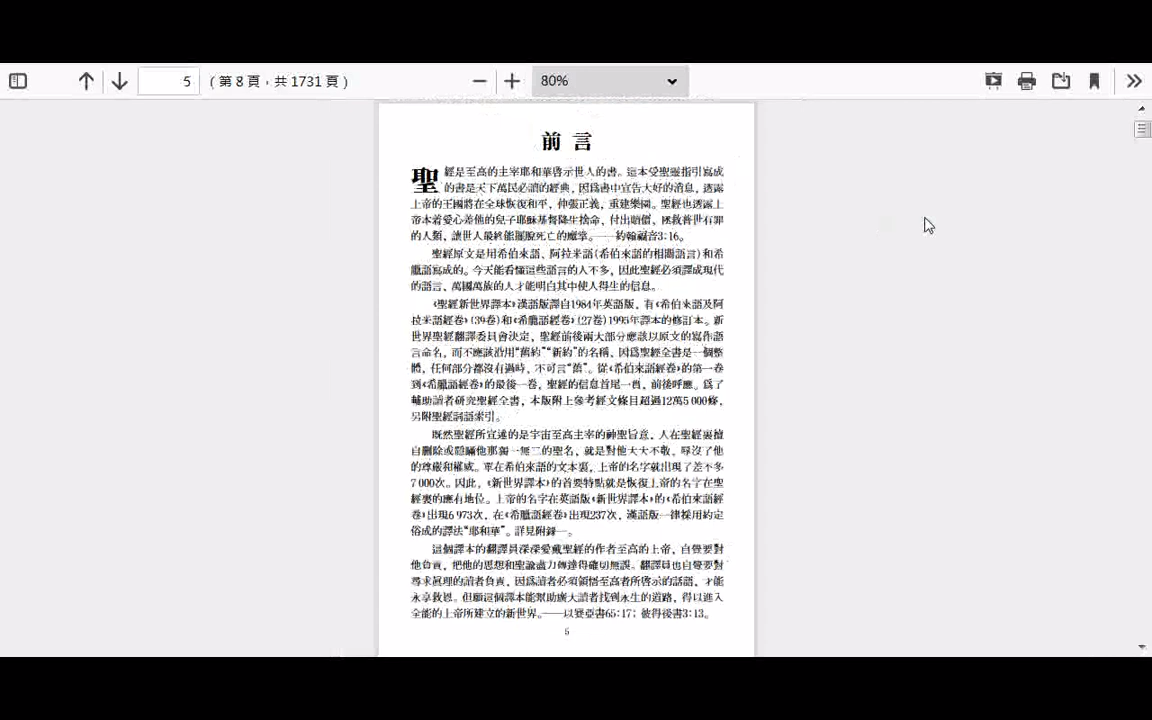 5 (第 8 頁，共 1731 頁)
80%
前言
聖經是至高的主宰耶和華啓示世人的書。這本受聖靈指引寫成
的書是天下萬民必讀的經典，因爲書中宣告大好的消息，透露
上帝的王國將在全球恢復和平，伸張正義，重建樂園。聖經也透露上
帝本着愛心差他的兒子耶穌基督降生捨命，付出贖價，拯救普世有罪
的人類，讓世人最終能擺脫死亡的魔掌。——約翰福音3:16。
聖經原文是用希伯來語、阿拉米語(希伯來語的相關語言)和希
臘語寫成的。今天能看懂這些語言的人不多，因此聖經必須譯成現代
的語言，萬國萬族的人才能明白其中使人得生的信息。
《聖經新世界譯本》漢語版譯自1984年英語版，有《希伯來語及阿
拉米語經卷》(39卷)和《希臘語經卷》(27卷)1995年譯本的修訂本。新
世界聖經翻譯委員會決定，聖經前後兩大部分應該以原文的寫作語
言命名，而不應該沿用“舊約”“新約”的名稱，因爲聖經全書是一個整
體，任何部分都沒有過時，不可言“舊”。從《希伯來語經卷》的第一卷
到《希臘語經卷》的最後一卷，聖經的信息首尾一貫，前後呼應。爲了
輔助讀者研究聖經全書，本版附上參考經文條目超過12萬5 000條，
另附聖經詞語索引。
既然聖經所宣述的是宇宙至高主宰的神聖旨意，人在聖經裏擅
自刪除或隱瞞他那獨一無二的聖名，就是對他大大不敬，辱沒了他
的尊嚴和權威。單在希伯來語的文本裏，上帝的名字就出現了差不多
7 000次。因此，《新世界譯本》的首要特點就是恢復上帝的名字在聖
經裏的應有地位。上帝的名字在英語版《新世界譯本》的《希伯來語經
卷》出現6 973次，在《希臘語經卷》出現237次，漢語版一律採用約定
俗成的譯法“耶和華”。詳見附錄一。
這個譯本的翻譯員深深愛戴聖經的作者至高的上帝，自覺要對
他負責，把他的思想和聖諭盡力傳達得確切無誤。翻譯員也自覺要對
尋求眞理的讀者負責，因爲讀者必須領悟至高者所啓示的話語，才能
永享救恩。但願這個譯本能幫助廣大讀者找到永生的道路，得以進入
全能的上帝所建立的新世界。——以賽亞書65:17; 彼得後書3:13。
5